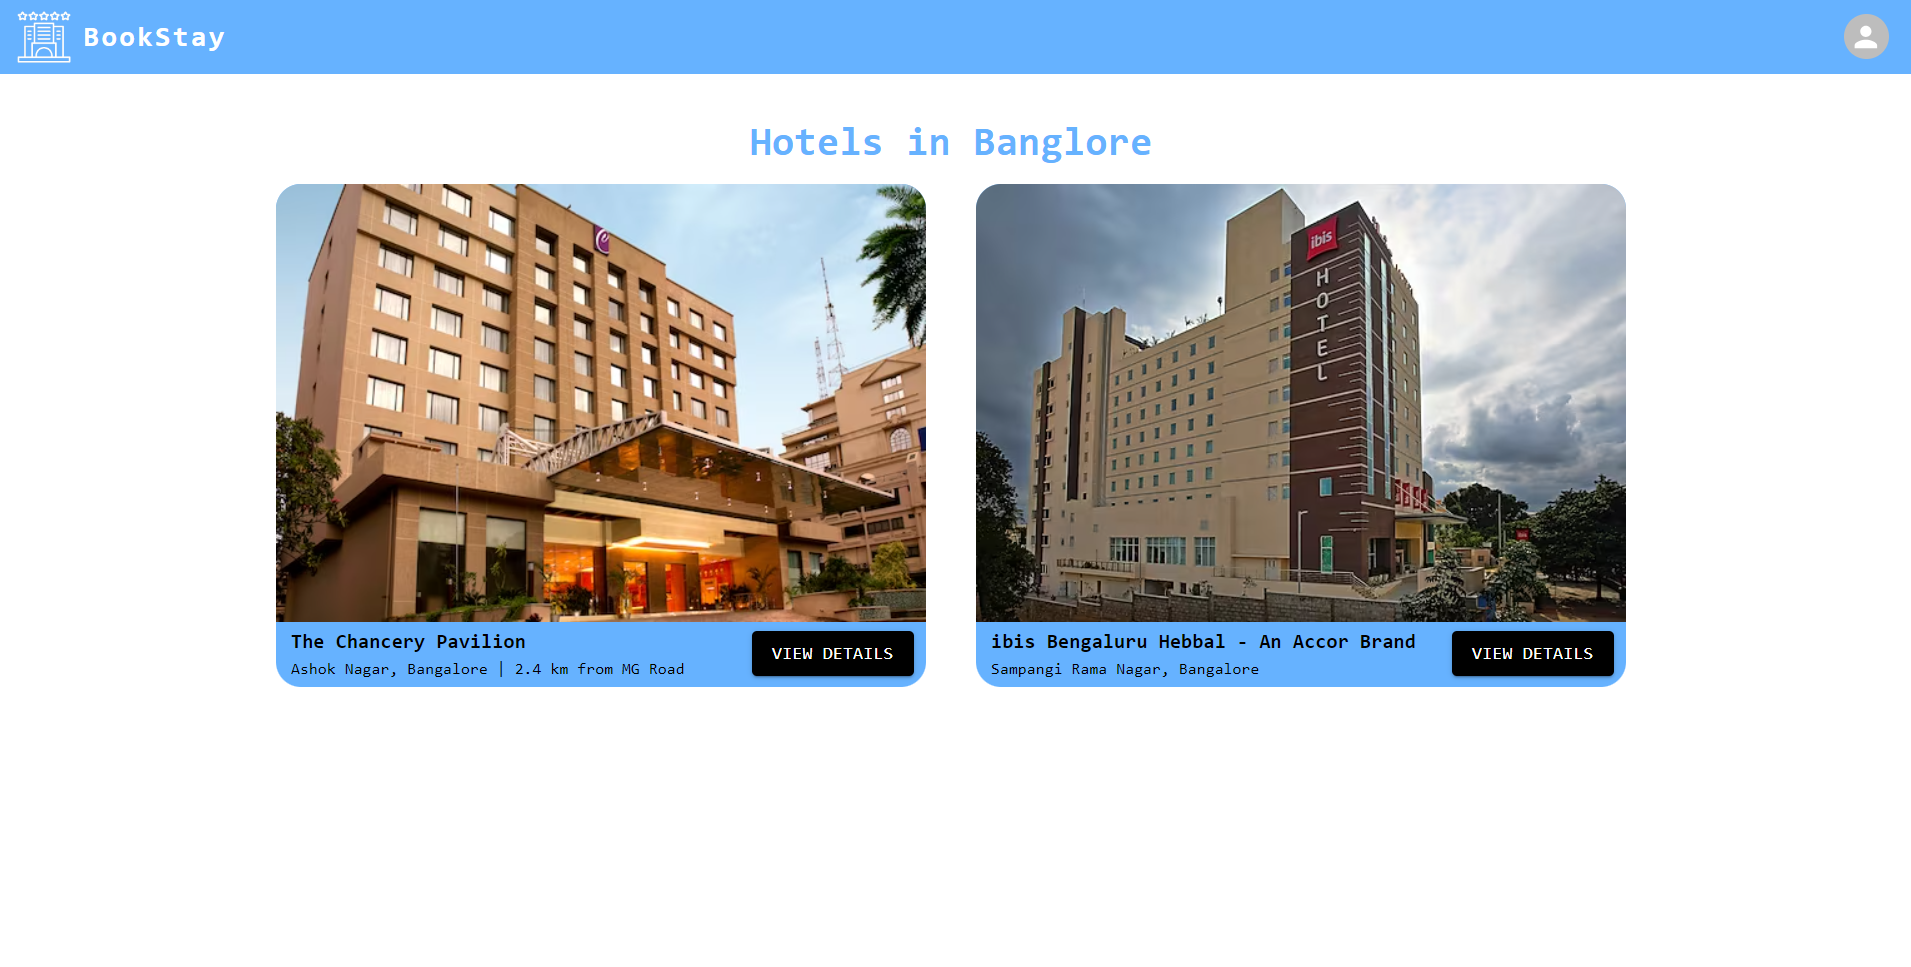 BookStay
Hotels in Banglore
ibis
HOTEL
The Chancery Pavilion
Ashok Nagar, Bangalore | 2.4 km from MG Road
VIEW DETAILS
ibis Bengaluru Hebbal - An Accor Brand
Sampangi Rama Nagar, Bangalore
VIEW DETAILS